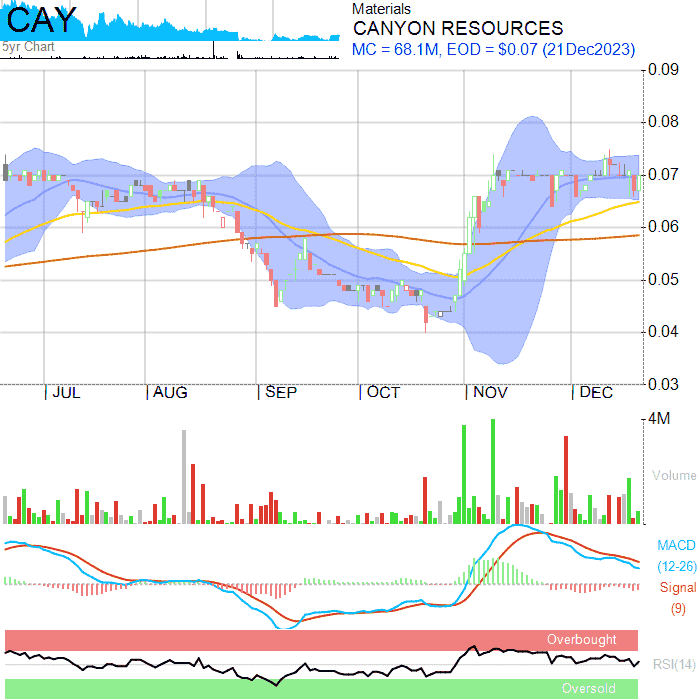 CAY
5yr Chart
Materials
CANYON RESOURCES
MC = 68.1M, EOD = $0.07 (21Dec2023)
0.09
0.08
0.07
0.06
0.05
0.04
0.03
JUL AUG SEP OCT NOV DEC
4M
Volume
MACD
(12-26)
Signal
(9)
Overbought
RSI(14)
Oversold